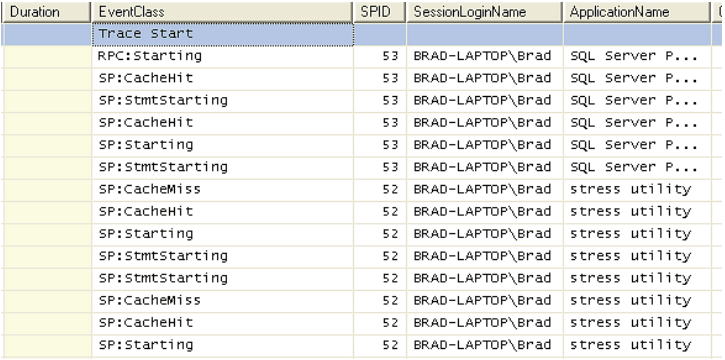 Duration EventClass SPID SessionLoginName ApplicationName
Trace Start
RPC:Starting 53 BRAD-LAPTOP\Brad SQL Server P...
SP:CacheHit 53 BRAD-LAPTOP\Brad SQL Server P...
SP:StmtStarting 53 BRAD-LAPTOP\Brad SQL Server P...
SP:CacheHit 53 BRAD-LAPTOP\Brad SQL Server P...
SP:Starting 53 BRAD-LAPTOP\Brad SQL Server P...
SP:StmtStarting 53 BRAD-LAPTOP\Brad SQL Server P...
SP:CacheMiss 52 BRAD-LAPTOP\Brad stress utility
SP:CacheHit 52 BRAD-LAPTOP\Brad stress utility
SP:Starting 52 BRAD-LAPTOP\Brad stress utility
SP:StmtStarting 52 BRAD-LAPTOP\Brad stress utility
SP:StmtStarting 52 BRAD-LAPTOP\Brad stress utility
SP:CacheMiss 52 BRAD-LAPTOP\Brad stress utility
SP:CacheHit 52 BRAD-LAPTOP\Brad stress utility
SP:Starting 52 BRAD-LAPTOP\Brad stress utility